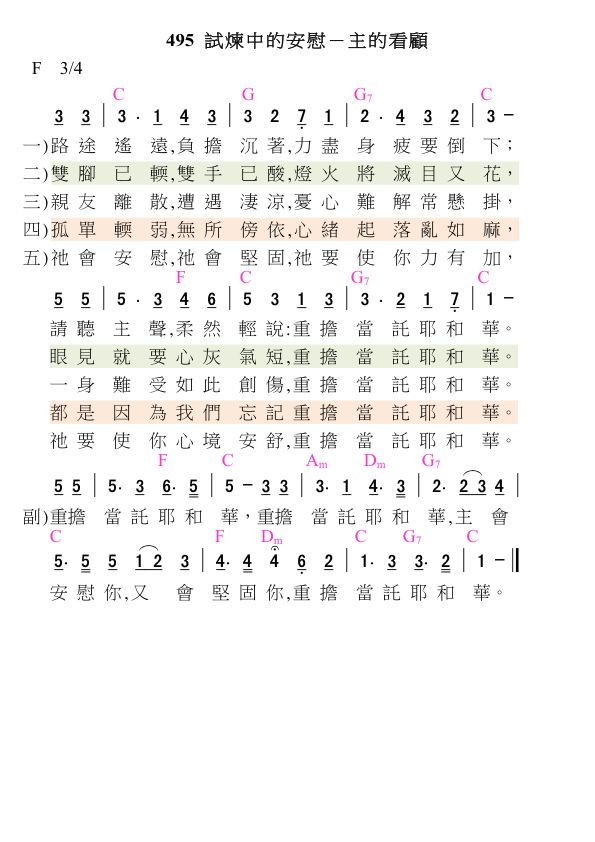 495 試煉中的安慰－主的看顧
F 3/4
C G G7 C
3 3 | 3 . 1 4 3 | 3 2 7 1 | 2 . 4 3 2 | 3 –
一)路途遙遠,負擔沉著,力盡身疲要倒下；
二)雙腳已輭,雙手已酸,燈火將滅目又花，
三)親友離散,遭遇淒涼,憂心難解常懸掛，
四)孤單輭弱,無所傍依,心緒起落亂如麻，
五)祂會安慰,祂會堅固,祂要使你力有加，
F C G7 C
5 5 | 5 . 3 4 6 | 5 3 1 3 | 3 . 2 1 7 | 1 –
請聽主聲,柔然輕說:重擔當託耶和華。
眼見就要心灰氣短,重擔當託耶和華。
一身難受如此創傷,重擔當託耶和華。
都是因為我們忘記重擔當託耶和華。
祂要使你心境安舒,重擔當託耶和華。
F C Am Dm G7
5 5 | 5. 3 6. 5 | 5 – 3 3 | 3. 1 4. 3 | 2. 2 3 4 |
副)重擔當託耶和華，重擔當託耶和華,主會
C F Dm C G7 C
5. 5 5 1 2 3 | 4. 4 4 6 2 | 1. 3 3. 2 | 1 – ||
安慰你,又會堅固你,重擔當託耶和華。